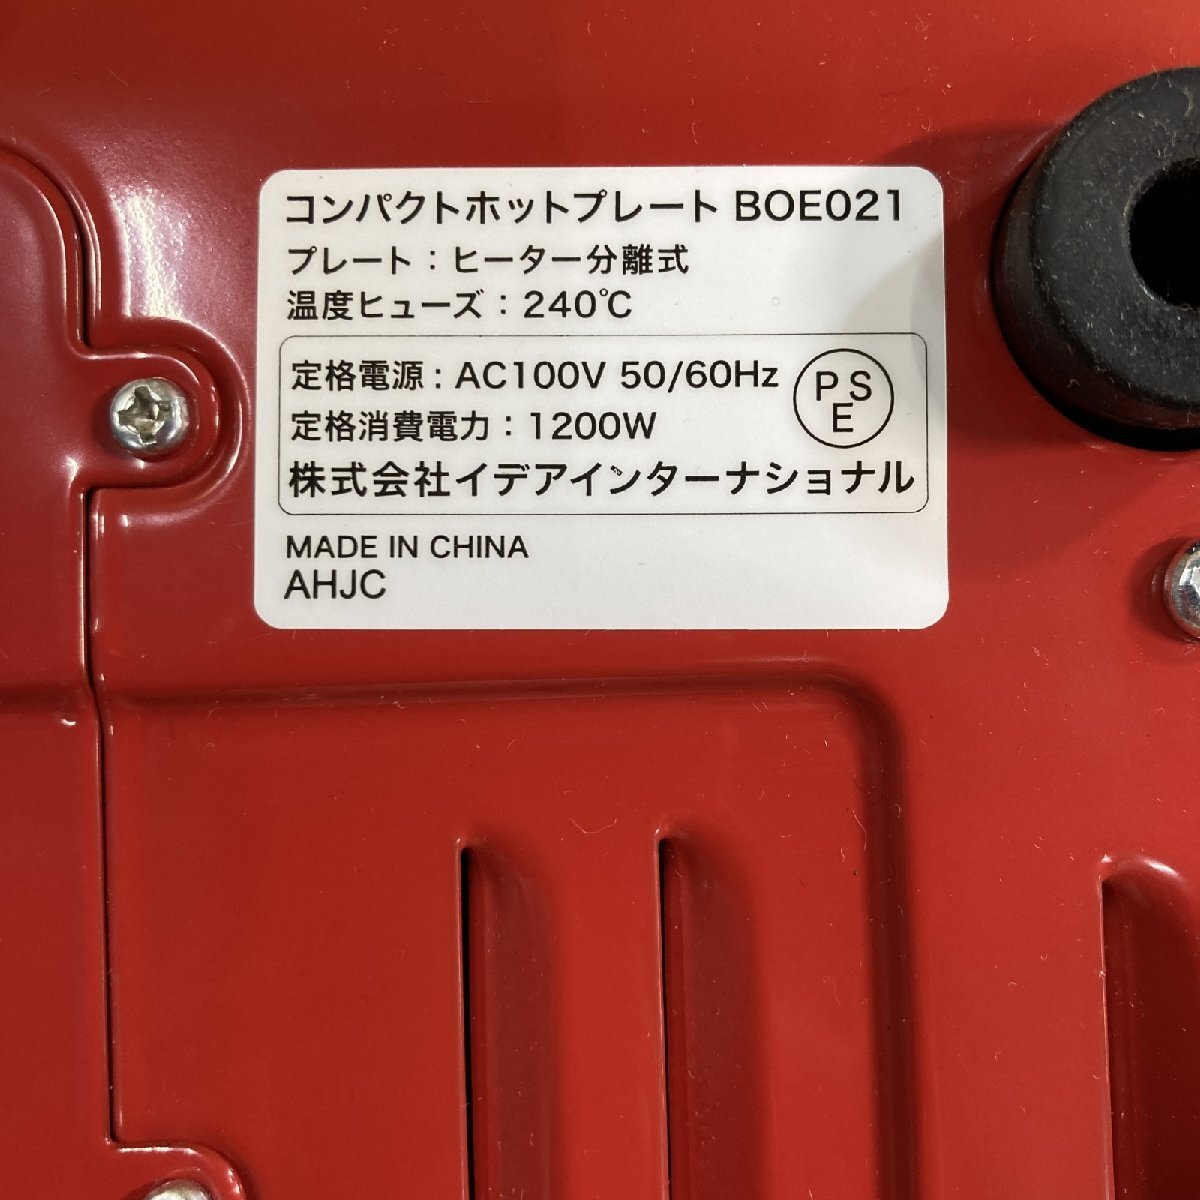 コンパクトホットプレート BOE021
プレート：ヒーター分離式
温度ヒューズ：240℃
定格電源：AC100V 50/60Hz
定格消費電力：1200W
PSE
株式会社イデアインターナショナル
MADE IN CHINA
AHJC